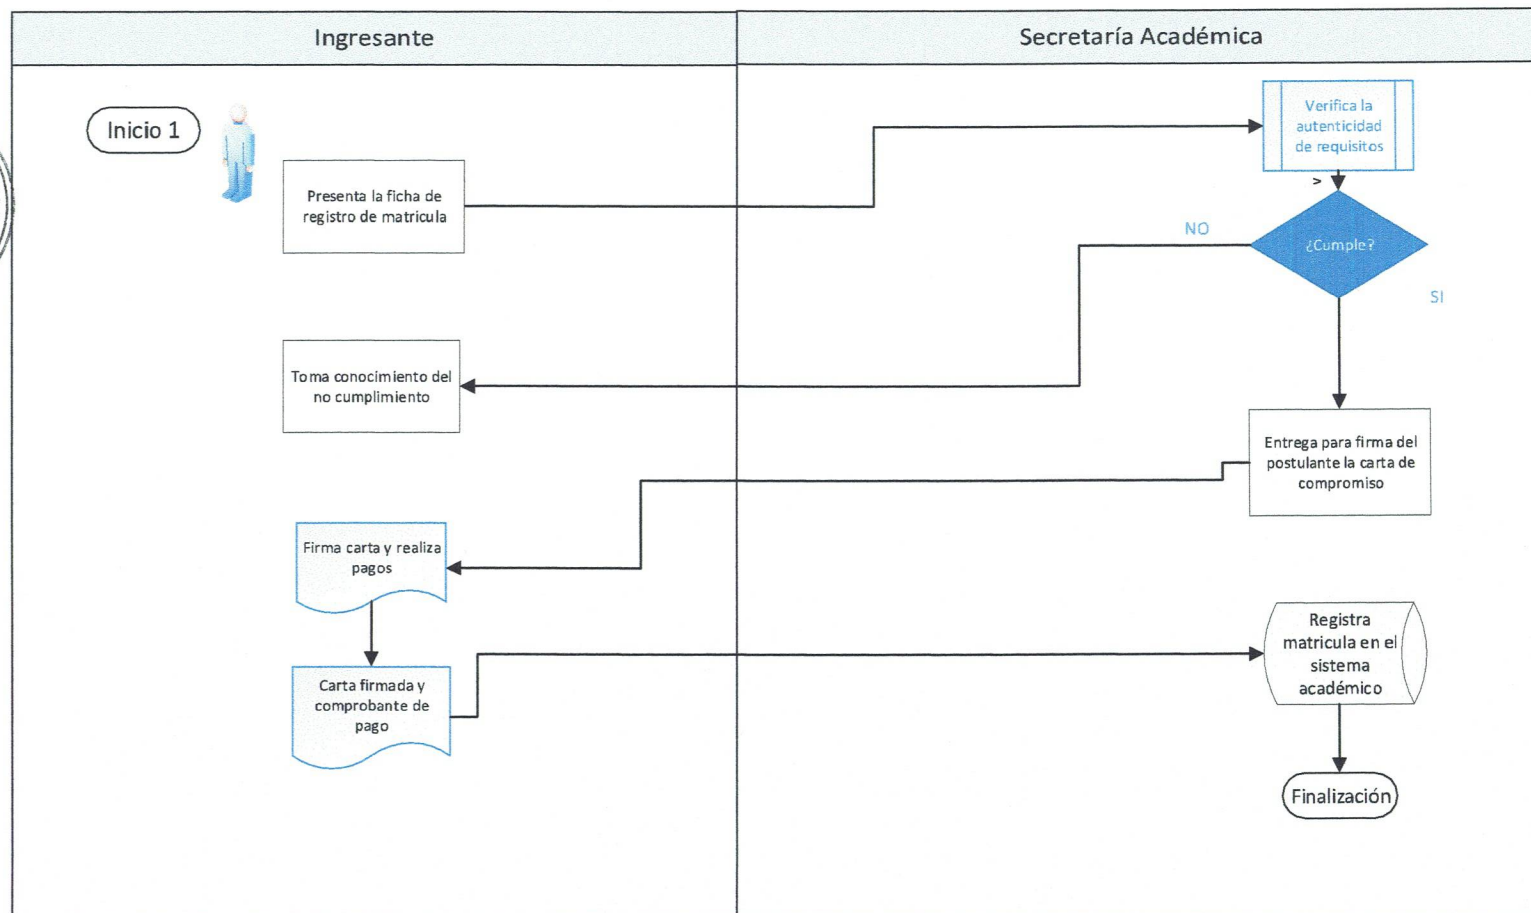 Ingresante
Secretaría Académica
Inicio 1
Presenta la ficha de
registro de matricula
Verifica la
autenticidad
de requisitos
>
¿Cumple?
NO
SI
Toma conocimiento del
no cumplimiento
Entrega para firma del
postulante la carta de
compromiso
Firma carta y realiza
pagos
Carta firmada y
comprobante de
pago
Registra
matricula en el
sistema
académico
Finalización